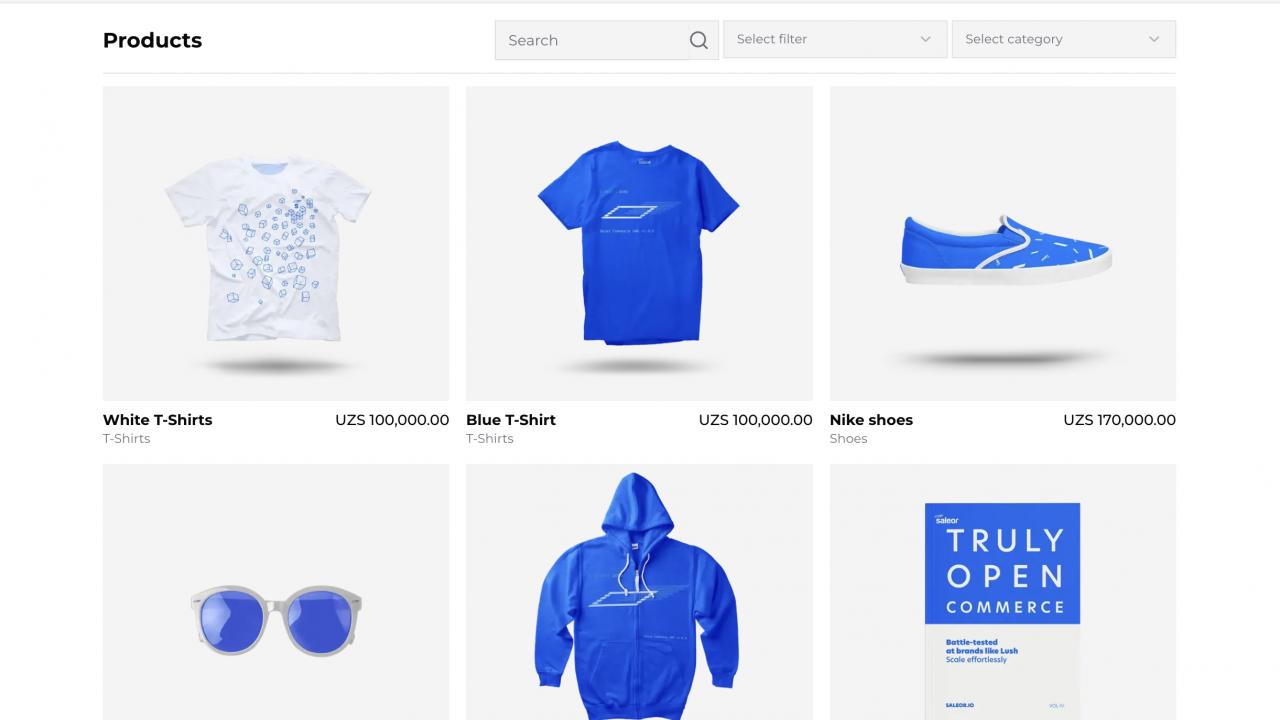 Products
Search
Select filter
Select category
White T-Shirts
UZS 100,000.00
T-Shirts
Blue T-Shirt
UZS 100,000.00
T-Shirts
Nike shoes
UZS 170,000.00
Shoes
saleor
TRULY
OPEN
COMMERCE
Battle-tested
at brands like Lush
Scale effortlessly
SALEOR.IO